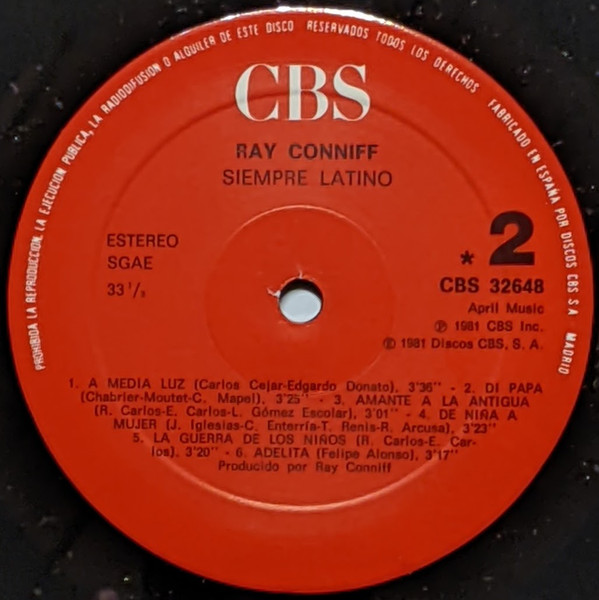 PROHIBIDA LA REPRODUCCION, LA EJECUCION PUBLICA, LA RADIODIFUSION O ALQUILER DE ESTE DISCO RESERVADOS TODOS LOS DERECHOS FABRICADO EN ESPAÑA POR DISCOS CBS S A MADRID
CBS
RAY CONNIFF
SIEMPRE LATINO
ESTEREO
SGAE
33 1/3
* 2
CBS 32648
April Music
Ⓟ 1981 CBS Inc.
Ⓒ 1981 Discos CBS, S. A.
1. A MEDIA LUZ (Carlos Cejar-Edgardo Donato), 3'36" - 2. DI PAPA
(Chabrier-Moutet-C. Mapel), 3'25" - 3. AMANTE A LA ANTIGUA
(R. Carlos-E. Carlos-L. Gómez Escolar), 3'01" - 4. DE NIÑA A
MUJER (J. Iglesias-C. Enterría-T. Renis-R. Arcusa), 3'23"
5. LA GUERRA DE LOS NIÑOS (R. Carlos-E. Car-
los), 3'20" - 6. ADELITA (Felipe Alonso), 3'17"
Producido por Ray Conniff